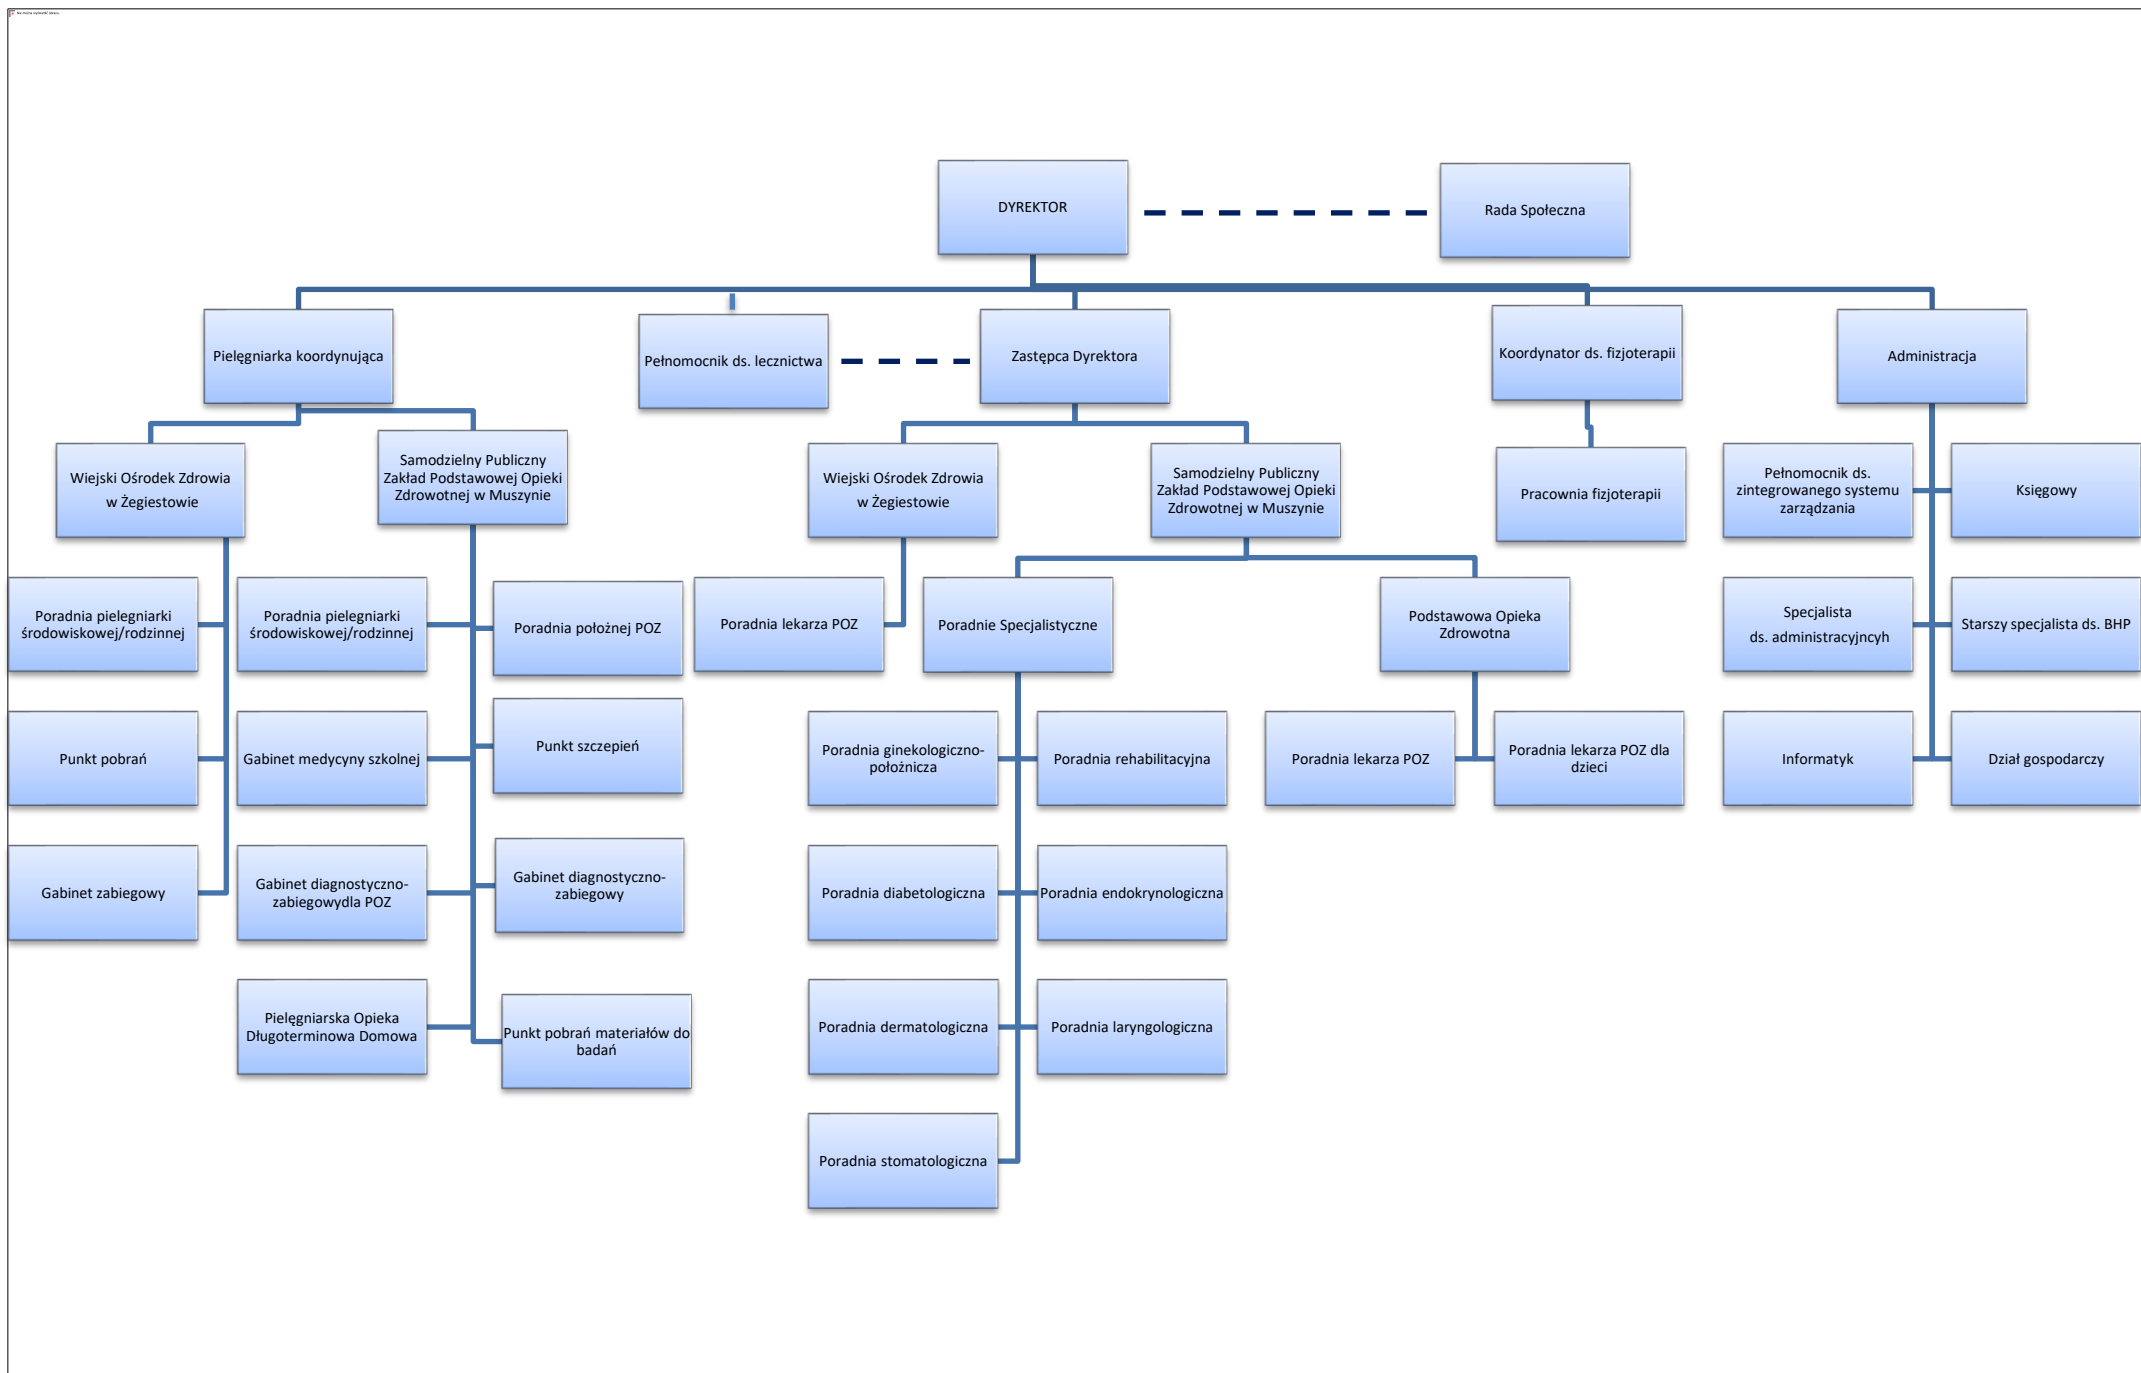 Nie można wyświetlić obrazu.
DYREKTOR
Rada Społeczna
Pielęgniarka koordynująca
Pełnomocnik ds. lecznictwa
Zastępca Dyrektora
Koordynator ds. fizjoterapii
Administracja
Wiejski Ośrodek Zdrowia
w Żegiestowie
Samodzielny Publiczny
Zakład Podstawowej Opieki
Zdrowotnej w Muszynie
Wiejski Ośrodek Zdrowia
w Żegiestowie
Samodzielny Publiczny
Zakład Podstawowej Opieki
Zdrowotnej w Muszynie
Pracownia fizjoterapii
Pełnomocnik ds.
zintegrowanego systemu
zarządzania
Księgowy
Poradnia pielegniarki
środowiskowej/rodzinnej
Poradnia pielegniarki
środowiskowej/rodzinnej
Poradnia położnej POZ
Poradnia lekarza POZ
Poradnie Specjalistyczne
Podstawowa Opieka
Zdrowotna
Specjalista
ds. administracyjncyh
Starszy specjalista ds. BHP
Punkt pobrań
Gabinet medycyny szkolnej
Punkt szczepień
Poradnia ginekologiczno-
położnicza
Poradnia rehabilitacyjna
Poradnia lekarza POZ
Poradnia lekarza POZ dla
dzieci
Informatyk
Dział gospodarczy
Gabinet zabiegowy
Gabinet diagnostyczno-
zabiegowydla POZ
Gabinet diagnostyczno-
zabiegowy
Poradnia diabetologiczna
Poradnia endokrynologiczna
Pielęgniarska Opieka
Długoterminowa Domowa
Punkt pobrań materiałów do
badań
Poradnia dermatologiczna
Poradnia laryngologiczna
Poradnia stomatologiczna